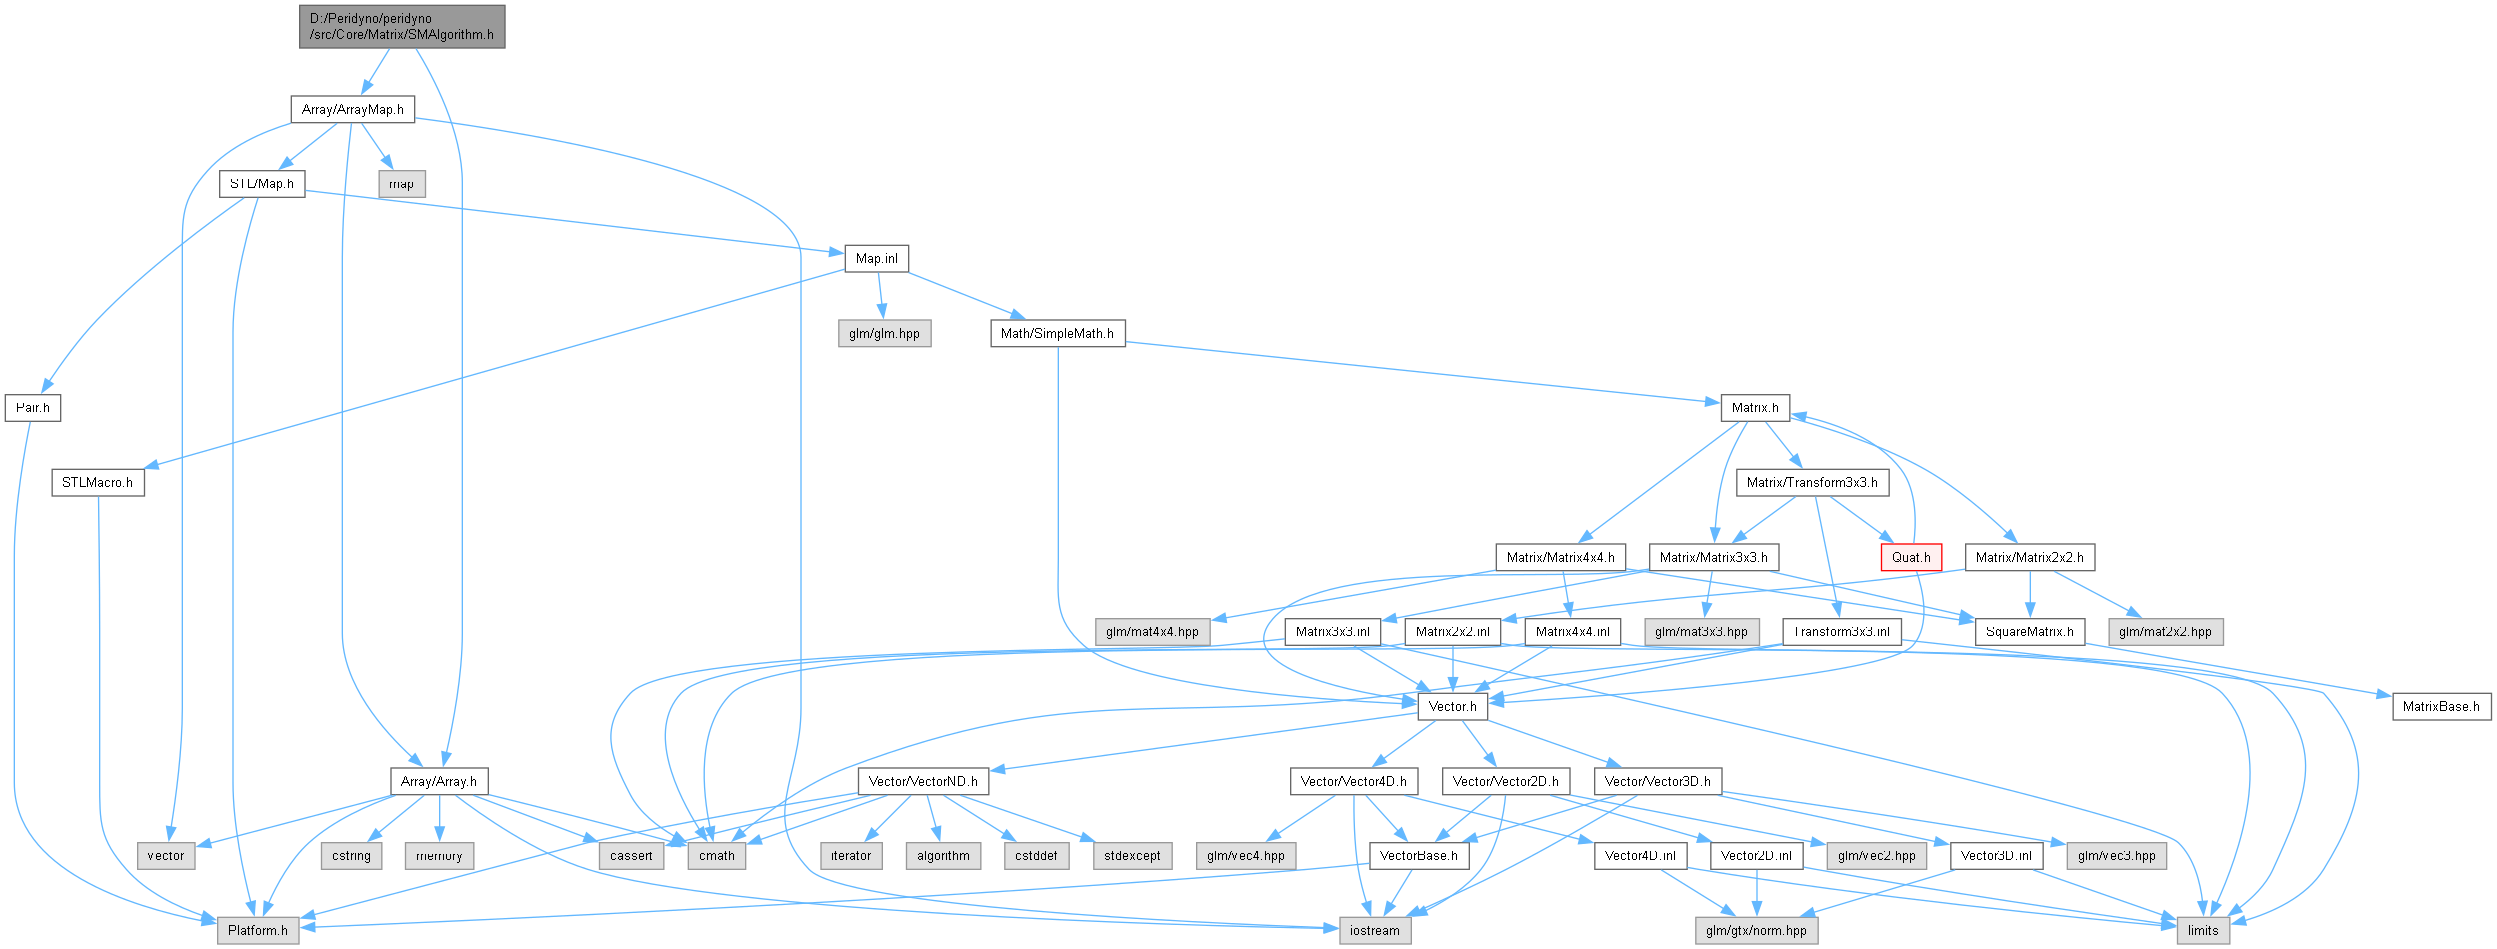 D:/Peridyno/peridyno
/src/Core/Matrix/SMAlgorithm.h
Array/ArrayMap.h
STL/Map.h
map
Map.inl
glm/glm.hpp
Math/SimpleMath.h
Pair.h
Matrix.h
STLMacro.h
Matrix/Transform3x3.h
Matrix/Matrix4x4.h
Matrix/Matrix3x3.h
Quat.h
Matrix/Matrix2x2.h
glm/mat4x4.hpp
Matrix3x3.inl
Matrix2x2.inl
Matrix4x4.inl
glm/mat3x3.hpp
Transform3x3.inl
SquareMatrix.h
glm/mat2x2.hpp
Vector.h
MatrixBase.h
Array/Array.h
Vector/VectorND.h
Vector/Vector4D.h
Vector/Vector2D.h
Vector/Vector3D.h
vector
cstring
memory
cassert
cmath
iterator
algorithm
cstddef
stdexcept
glm/vec4.hpp
VectorBase.h
Vector4D.inl
Vector2D.inl
glm/vec2.hpp
Vector3D.inl
glm/vec3.hpp
Platform.h
iostream
glm/gtx/norm.hpp
limits